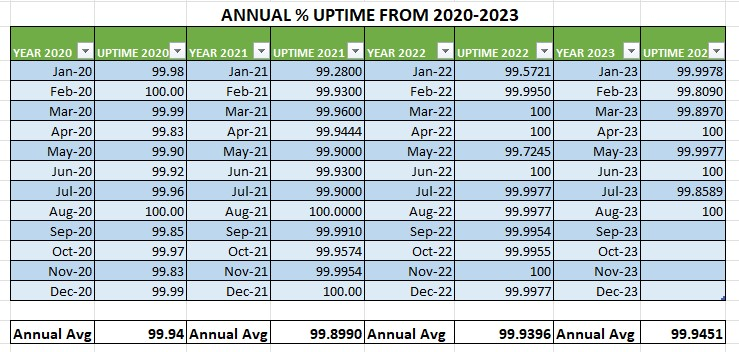 ANNUAL % UPTIME FROM 2020-2023
YEAR 2020 UPTIME 2020 YEAR 2021 UPTIME 2021 YEAR 2022 UPTIME 2022 YEAR 2023 UPTIME 202
Jan-20 99.98 Jan-21 99.2800 Jan-22 99.5721 Jan-23 99.9978
Feb-20 100.00 Feb-21 99.9300 Feb-22 99.9950 Feb-23 99.8090
Mar-20 99.99 Mar-21 99.9600 Mar-22 100 Mar-23 99.8970
Apr-20 99.83 Apr-21 99.9444 Apr-22 100 Apr-23 100
May-20 99.90 May-21 99.9000 May-22 99.7245 May-23 99.9977
Jun-20 99.92 Jun-21 99.9300 Jun-22 100 Jun-23 100
Jul-20 99.96 Jul-21 99.9000 Jul-22 99.9977 Jul-23 99.8589
Aug-20 100.00 Aug-21 100.0000 Aug-22 99.9977 Aug-23 100
Sep-20 99.85 Sep-21 99.9910 Sep-22 99.9954 Sep-23
Oct-20 99.97 Oct-21 99.9574 Oct-22 99.9955 Oct-23
Nov-20 99.83 Nov-21 99.9954 Nov-22 100 Nov-23
Dec-20 99.99 Dec-21 100.00 Dec-22 99.9977 Dec-23
Annual Avg 99.94 Annual Avg 99.8990 Annual Avg 99.9396 Annual Avg 99.9451